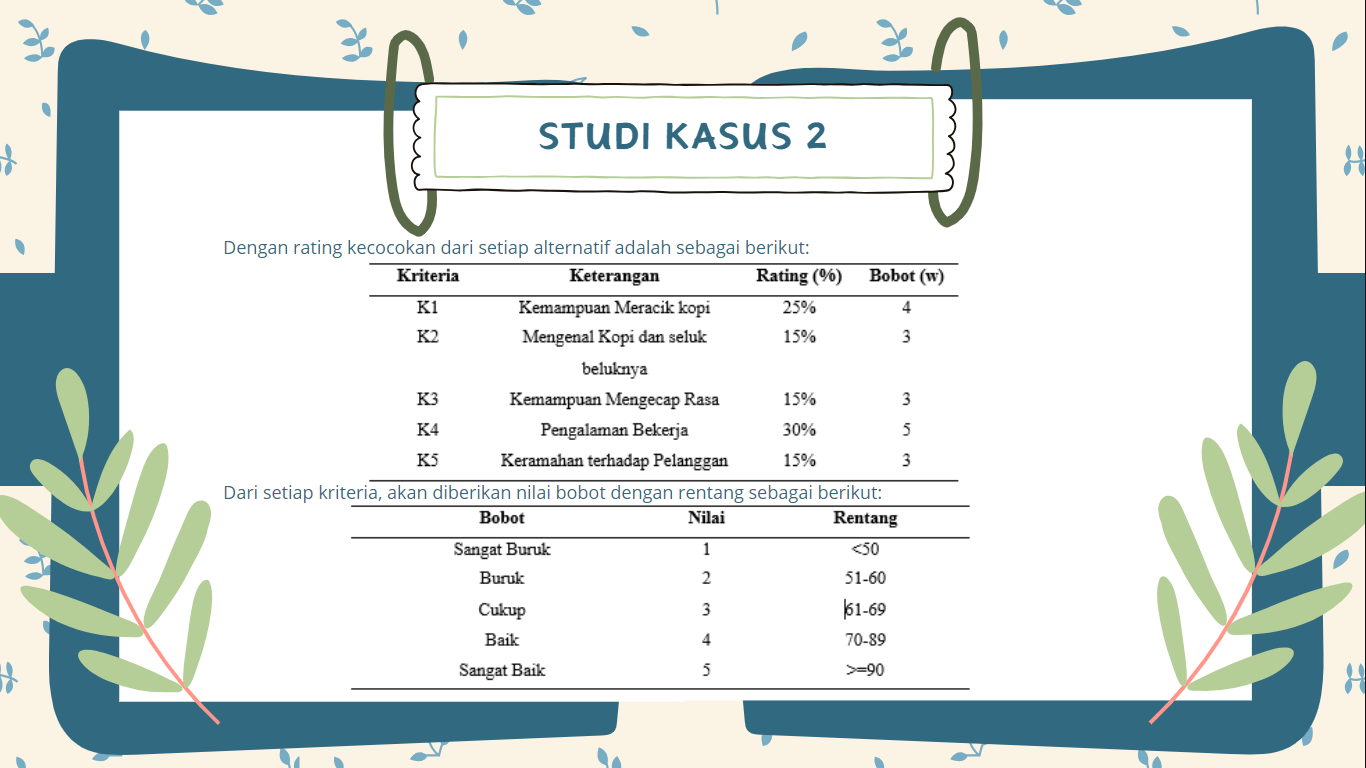 STUDI KASUS 2
Dengan rating kecocokan dari setiap alternatif adalah sebagai berikut:
Kriteria Keterangan Rating (%) Bobot (w)
K1 Kemampuan Meracik kopi 25% 4
K2 Mengenal Kopi dan seluk 15% 3
beluknya
K3 Kemampuan Mengecap Rasa 15% 3
K4 Pengalaman Bekerja 30% 5
K5 Keramahan terhadap Pelanggan 15% 3
Dari setiap kriteria, akan diberikan nilai bobot dengan rentang sebagai berikut:
Bobot Nilai Rentang
Sangat Buruk 1 <50
Buruk 2 51-60
Cukup 3 61-69
Baik 4 70-89
Sangat Baik 5 >=90